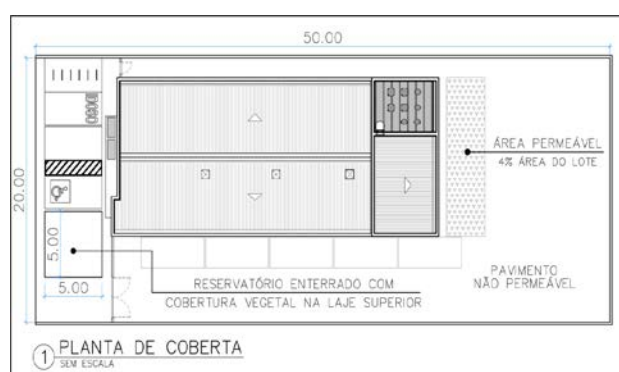 50.00
20.00
ÁREA PERMEÁVEL
4% ÁREA DO LOTE
5.00
5.00
RESERVATÓRIO ENTERRADO COM
COBERTURA VEGETAL NA LAJE SUPERIOR
PAVIMENTO
NÃO PERMEÁVEL
1 PLANTA DE COBERTA
SEM ESCALA